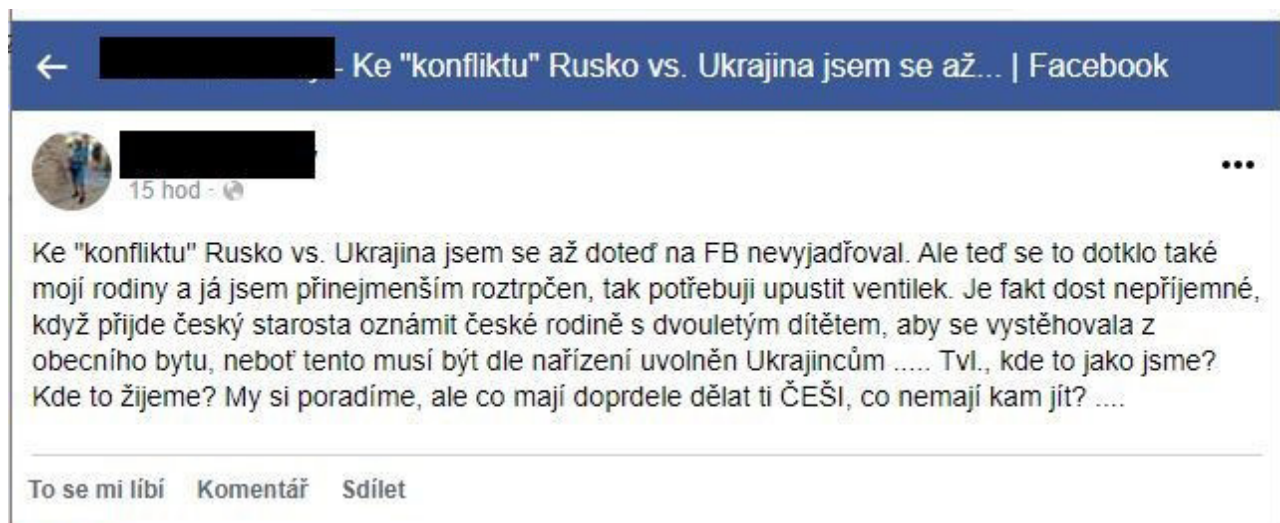 - Ke "konfliktu" Rusko vs. Ukrajina jsem se až... | Facebook
15 hod ·
Ke "konfliktu" Rusko vs. Ukrajina jsem se až doteď na FB nevyjadřoval. Ale teď se to dotklo také
mojí rodiny a já jsem přinejmenším roztrpčen, tak potřebuji upustit ventilek. Je fakt dost nepříjemné,
když přijde český starosta oznámit české rodině s dvouletým dítětem, aby se vystěhovala z
obecního bytu, neboť tento musí být dle nařízení uvolněn Ukrajincům ..... Tvl., kde to jako jsme?
Kde to žijeme? My si poradíme, ale co mají doprdele dělat ti ČEŠI, co nemají kam jít? ....
To se mi líbí Komentář Sdílet